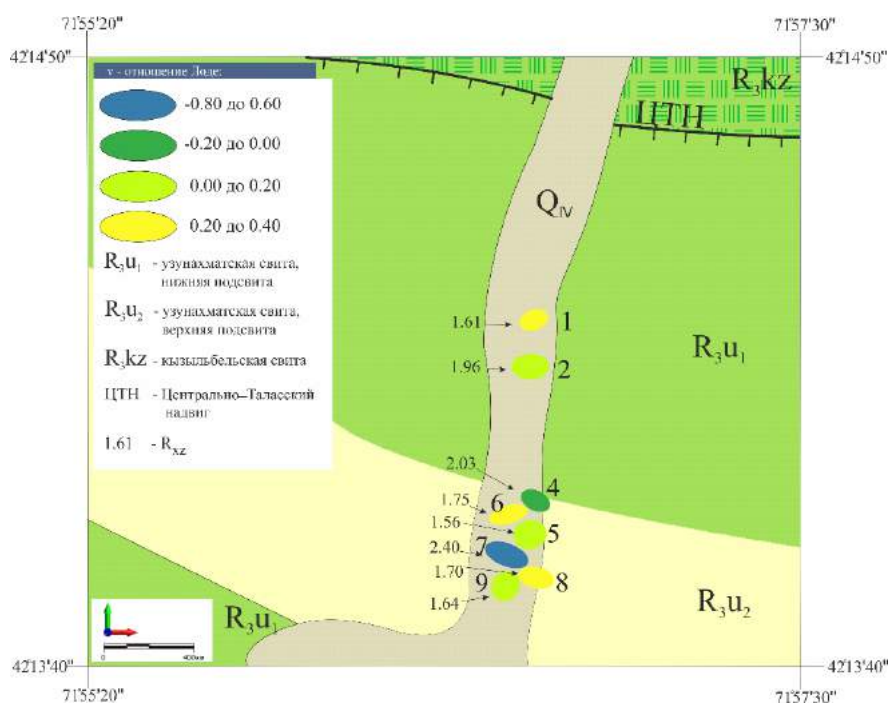 71°55'20"
71°57'30"
42°14'50"
42°14'50"
ν - отношение Лоде:
-0.80 до 0.60
-0.20 до 0.00
0.00 до 0.20
0.20 до 0.40
R₃u₁ - узунахматская свита,
нижняя подсвита
R₃u₂ - узунахматская свита,
верхняя подсвита
R₃kz - кызыльбельская свита
ЦТН - Центрально–Таласский
надвиг
1.61 - Rxz
R₃kz
ЦТН
QIV
1.61
1
1.96
2
R₃u₁
2.03
4
1.75
6
1.56
5
2.40
7
1.70
8
1.64
9
R₃u₁
R₃u₂
0
400м
42°13'40"
42°13'40"
71°55'20"
71°57'30"